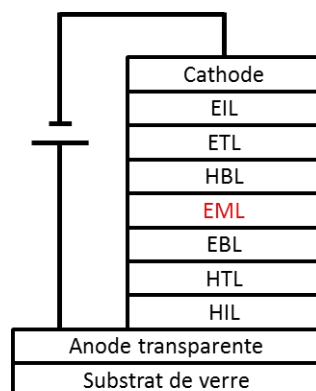 Cathode
EIL
ETL
HBL
EML
EBL
HTL
HIL
Anode transparente
Substrat de verre